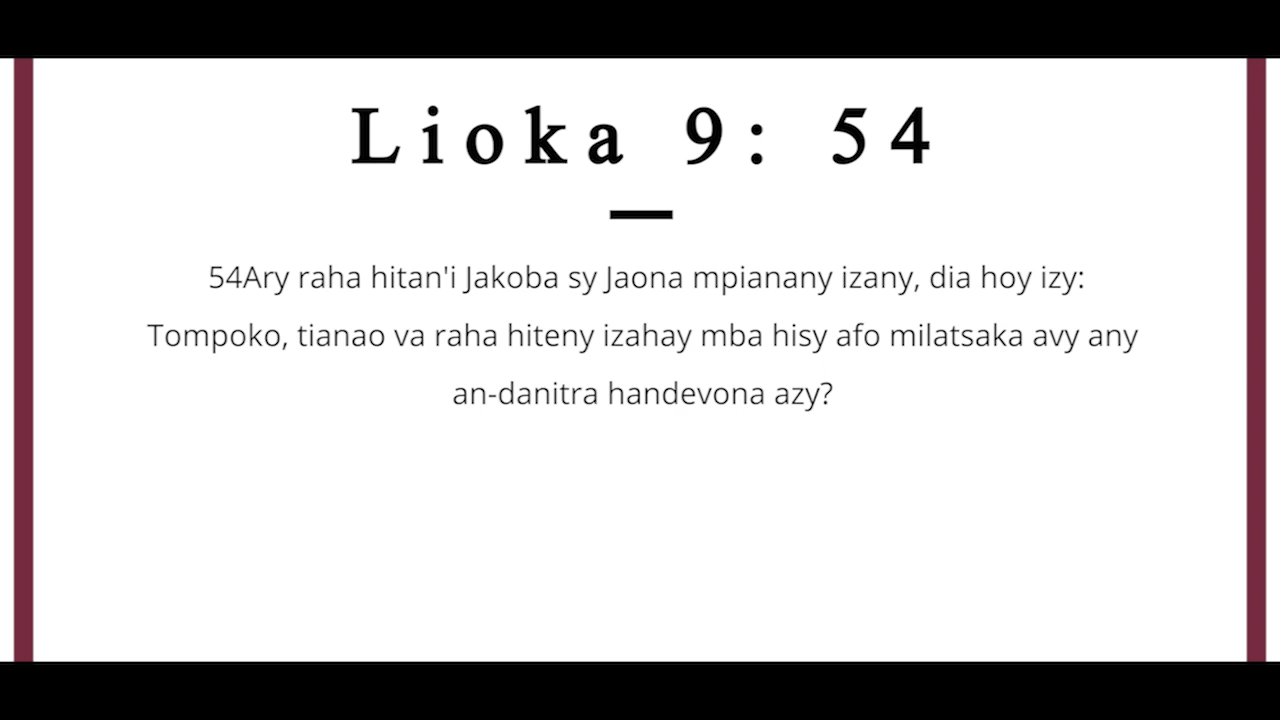 Lioka 9: 54
54Ary raha hitan'i Jakoba sy Jaona mpianany izany, dia hoy izy:
Tompoko, tianao va raha hiteny izahay mba hisy afo milatsaka avy any
an-danitra handevona azy?